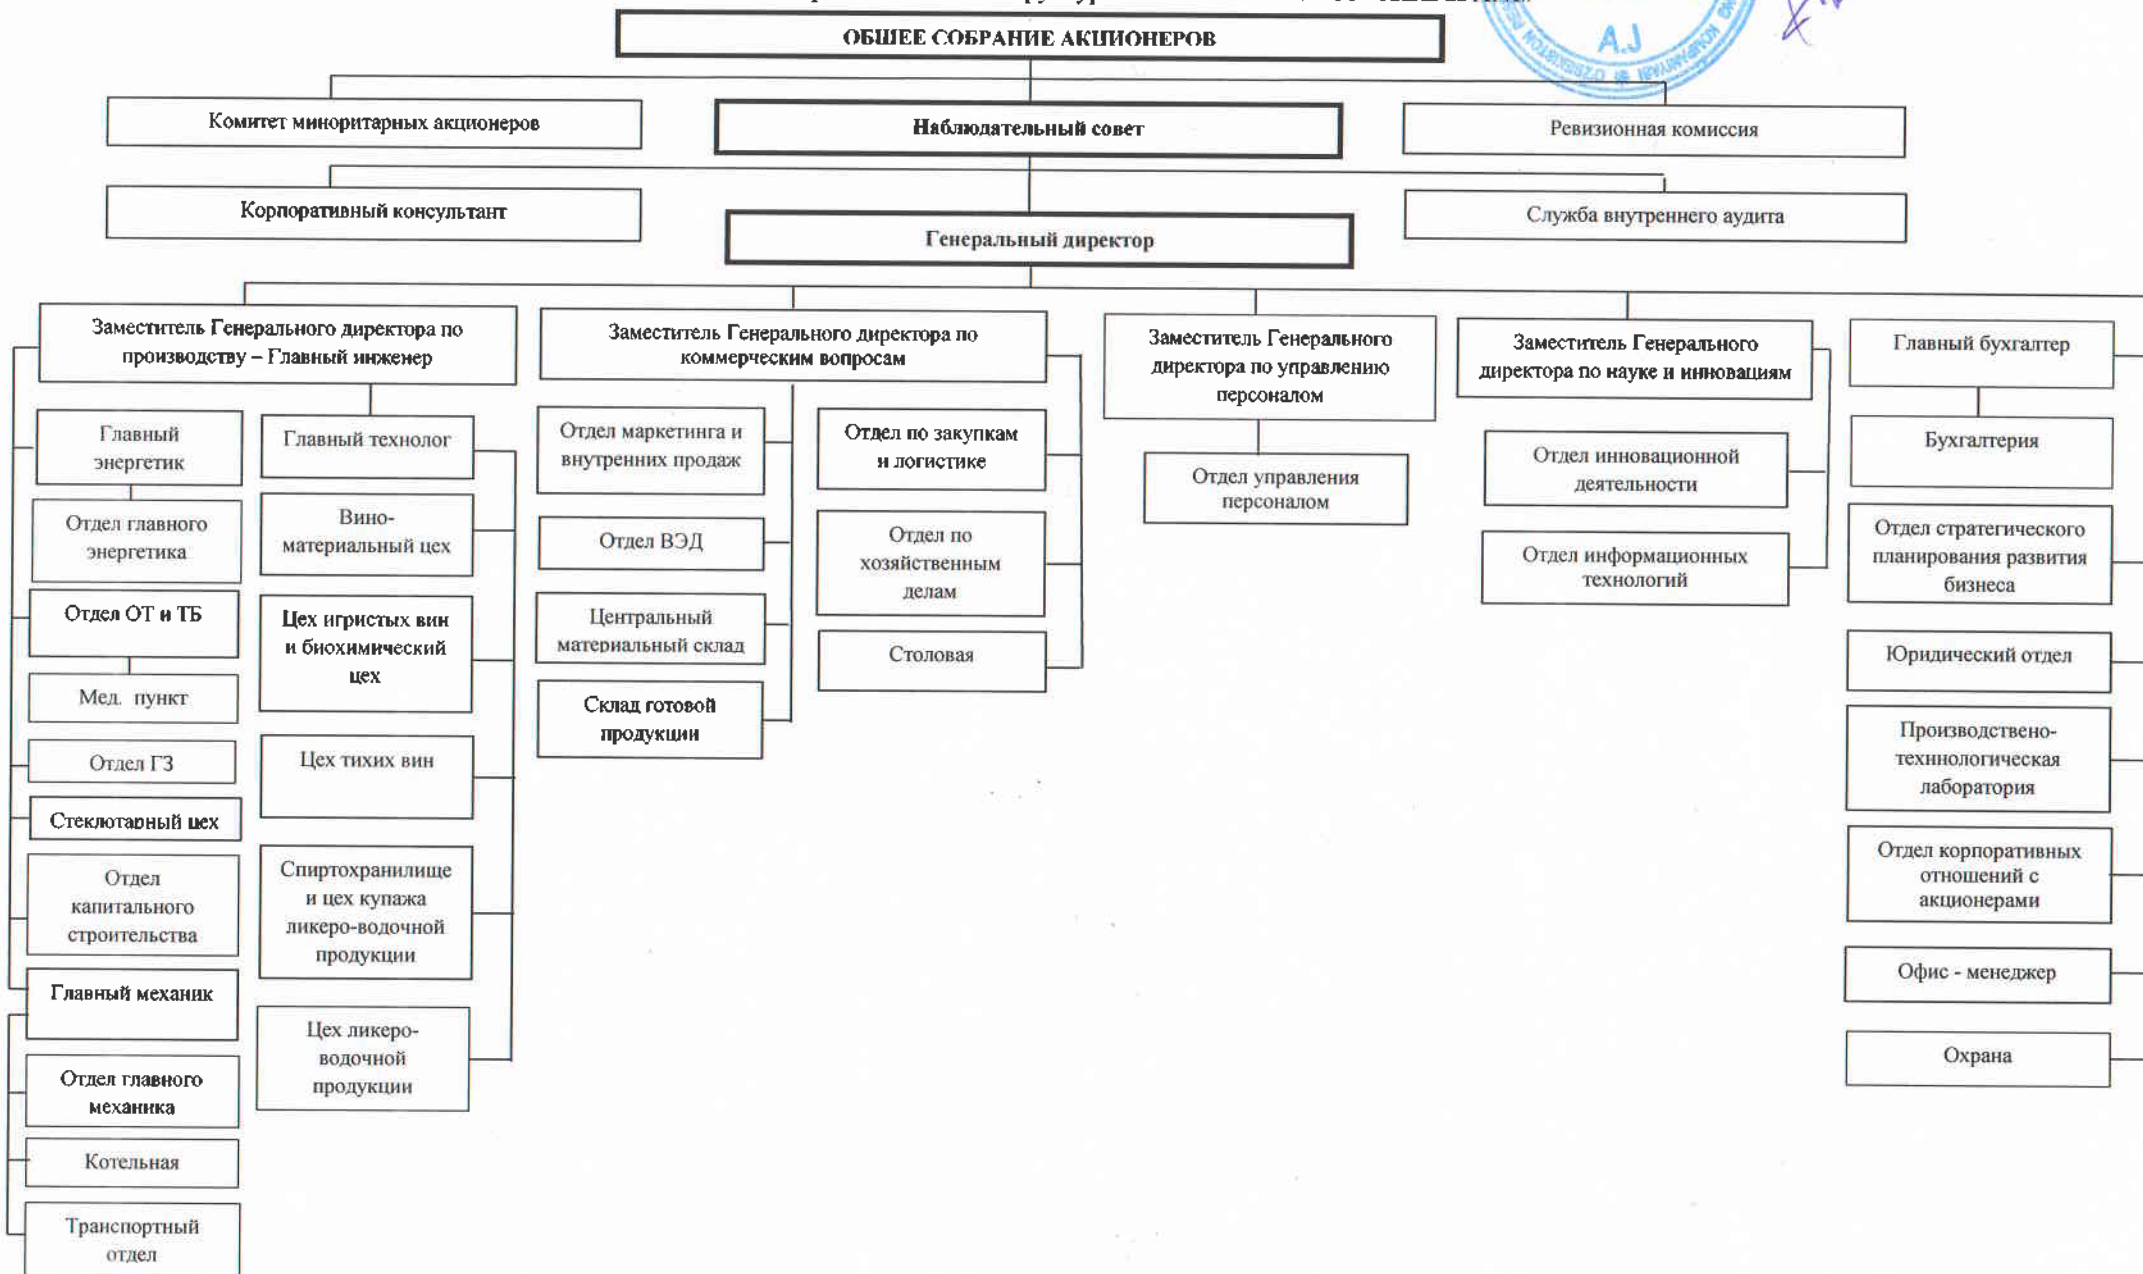 ОБЩЕЕ СОБРАНИЕ АКЦИОНЕРОВ
A.J
KOMPANIYASI ❋ O'ZBEKISTON
Комитет миноритарных акционеров
Наблюдательный совет
Ревизионная комиссия
Корпоративный консультант
Генеральный директор
Служба внутреннего аудита
Заместитель Генерального директора по
производству – Главный инженер
Заместитель Генерального директора по
коммерческим вопросам
Заместитель Генерального
директора по управлению
персоналом
Заместитель Генерального
директора по науке и инновациям
Главный бухгалтер
Главный
энергетик
Отдел главного
энергетика
Отдел ОТ и ТБ
Мед. пункт
Отдел ГЗ
Стеклотарный цех
Отдел
капитального
строительства
Главный механик
Отдел главного
механика
Котельная
Транспортный
отдел
Главный технолог
Вино-
материальный цех
Цех игристых вин
и биохимический
цех
Цех тихих вин
Спиртохранилище
и цех купажа
ликеро-водочной
продукции
Цех ликеро-
водочной
продукции
Отдел маркетинга и
внутренних продаж
Отдел ВЭД
Центральный
материальный склад
Склад готовой
продукции
Отдел по закупкам
и логистике
Отдел по
хозяйственным
делам
Столовая
Отдел управления
персоналом
Отдел инновационной
деятельности
Отдел информационных
технологий
Бухгалтерия
Отдел стратегического
планирования развития
бизнеса
Юридический отдел
Производствено-
техннологическая
лаборатория
Отдел корпоративных
отношений с
акционерами
Офис - менеджер
Охрана